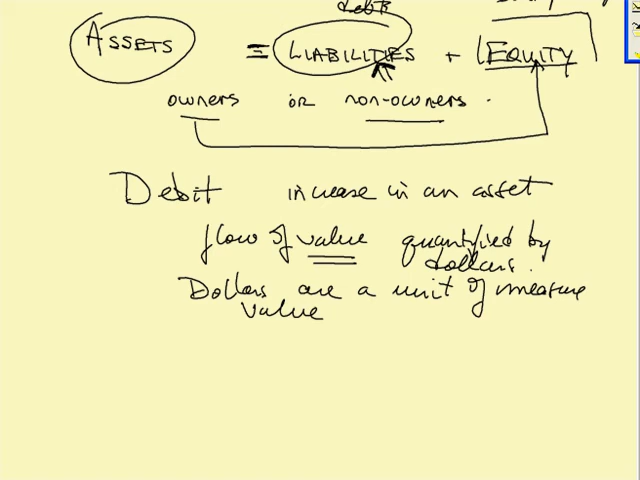 debts
ASSETS ≡ LIABILITIES + EQUITY
owners or non-owners.
Debit increase in an asset
flow of value quantified by
dollars.
Dollars are a unit of measure
value